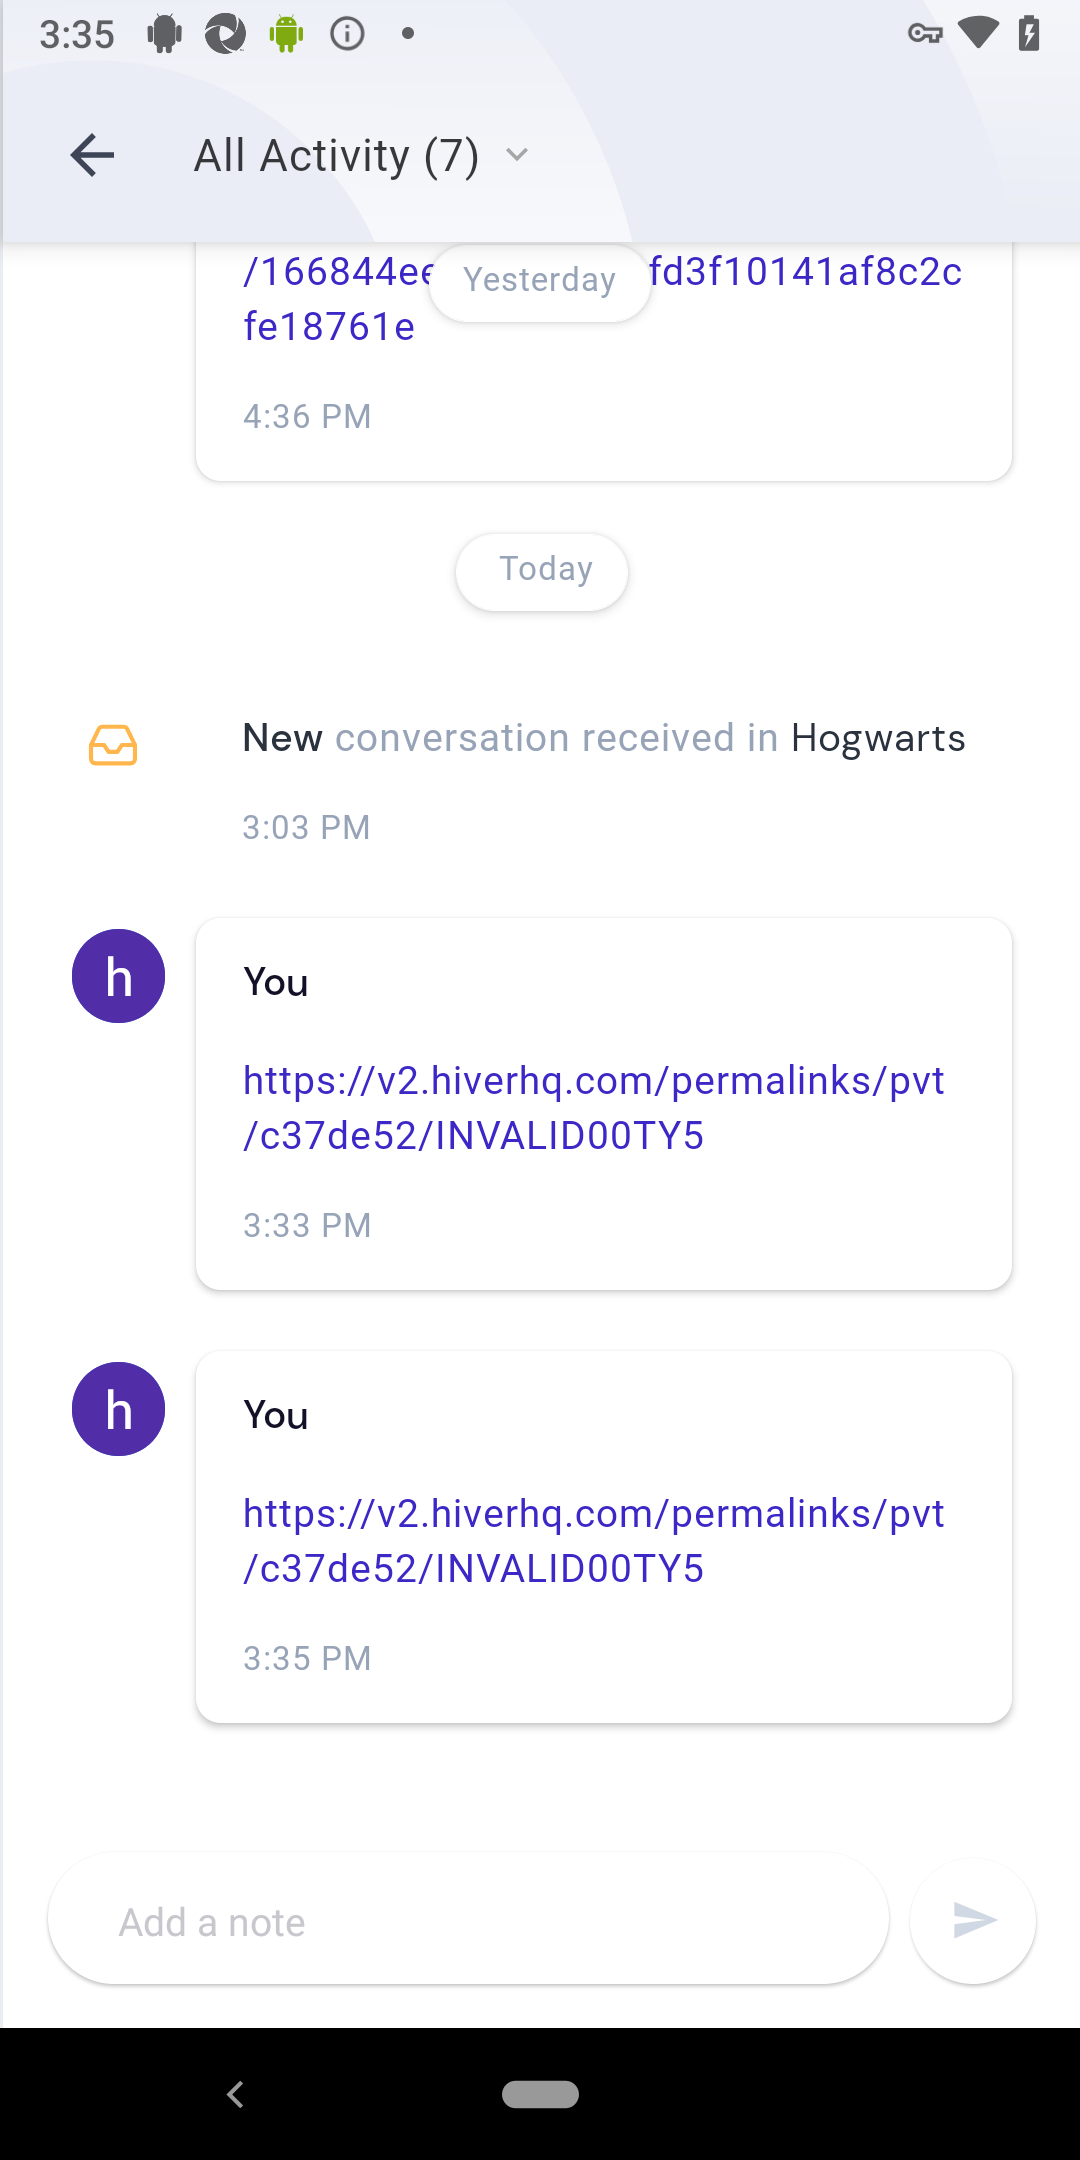 3:35
All Activity (7)
/166844ee
Yesterday
fd3f10141af8c2c
fe18761e
4:36 PM
Today
New conversation received in Hogwarts
3:03 PM
h
You
https://v2.hiverhq.com/permalinks/pvt
/c37de52/INVALID00TY5
3:33 PM
h
You
https://v2.hiverhq.com/permalinks/pvt
/c37de52/INVALID00TY5
3:35 PM
Add a note